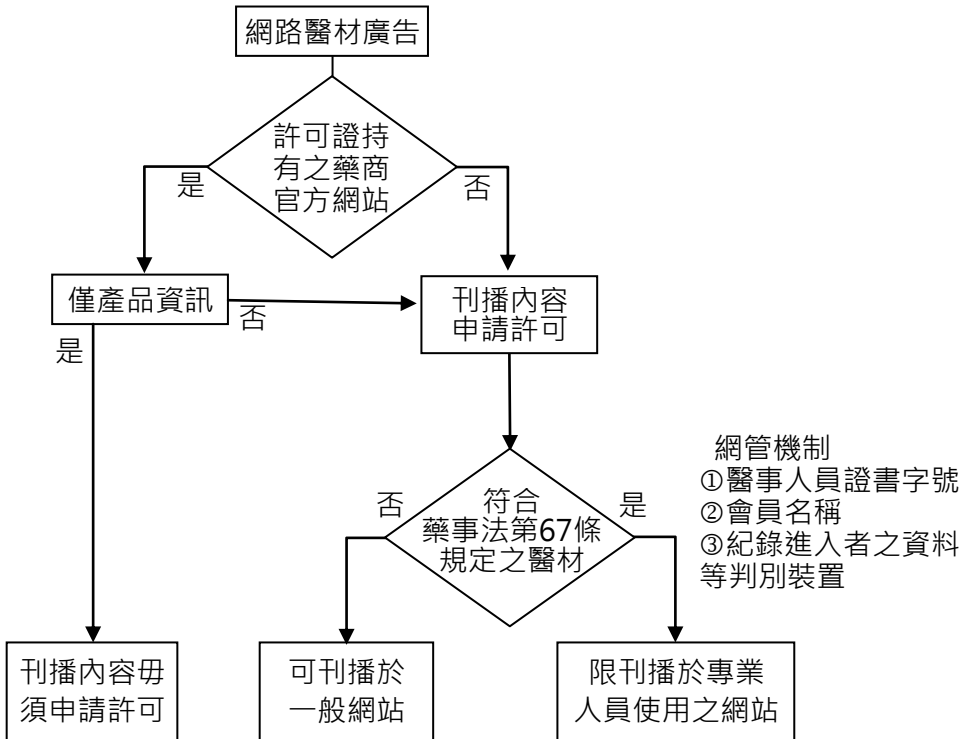 網路醫材廣告
許可證持
有之藥商
官方網站
是
否
僅產品資訊
否
是
刊播內容
申請許可
網管機制
①醫事人員證書字號
②會員名稱
③紀錄進入者之資料
等判別裝置
否
符合
藥事法第67條
規定之醫材
是
刊播內容毋
須申請許可
可刊播於
一般網站
限刊播於專業
人員使用之網站